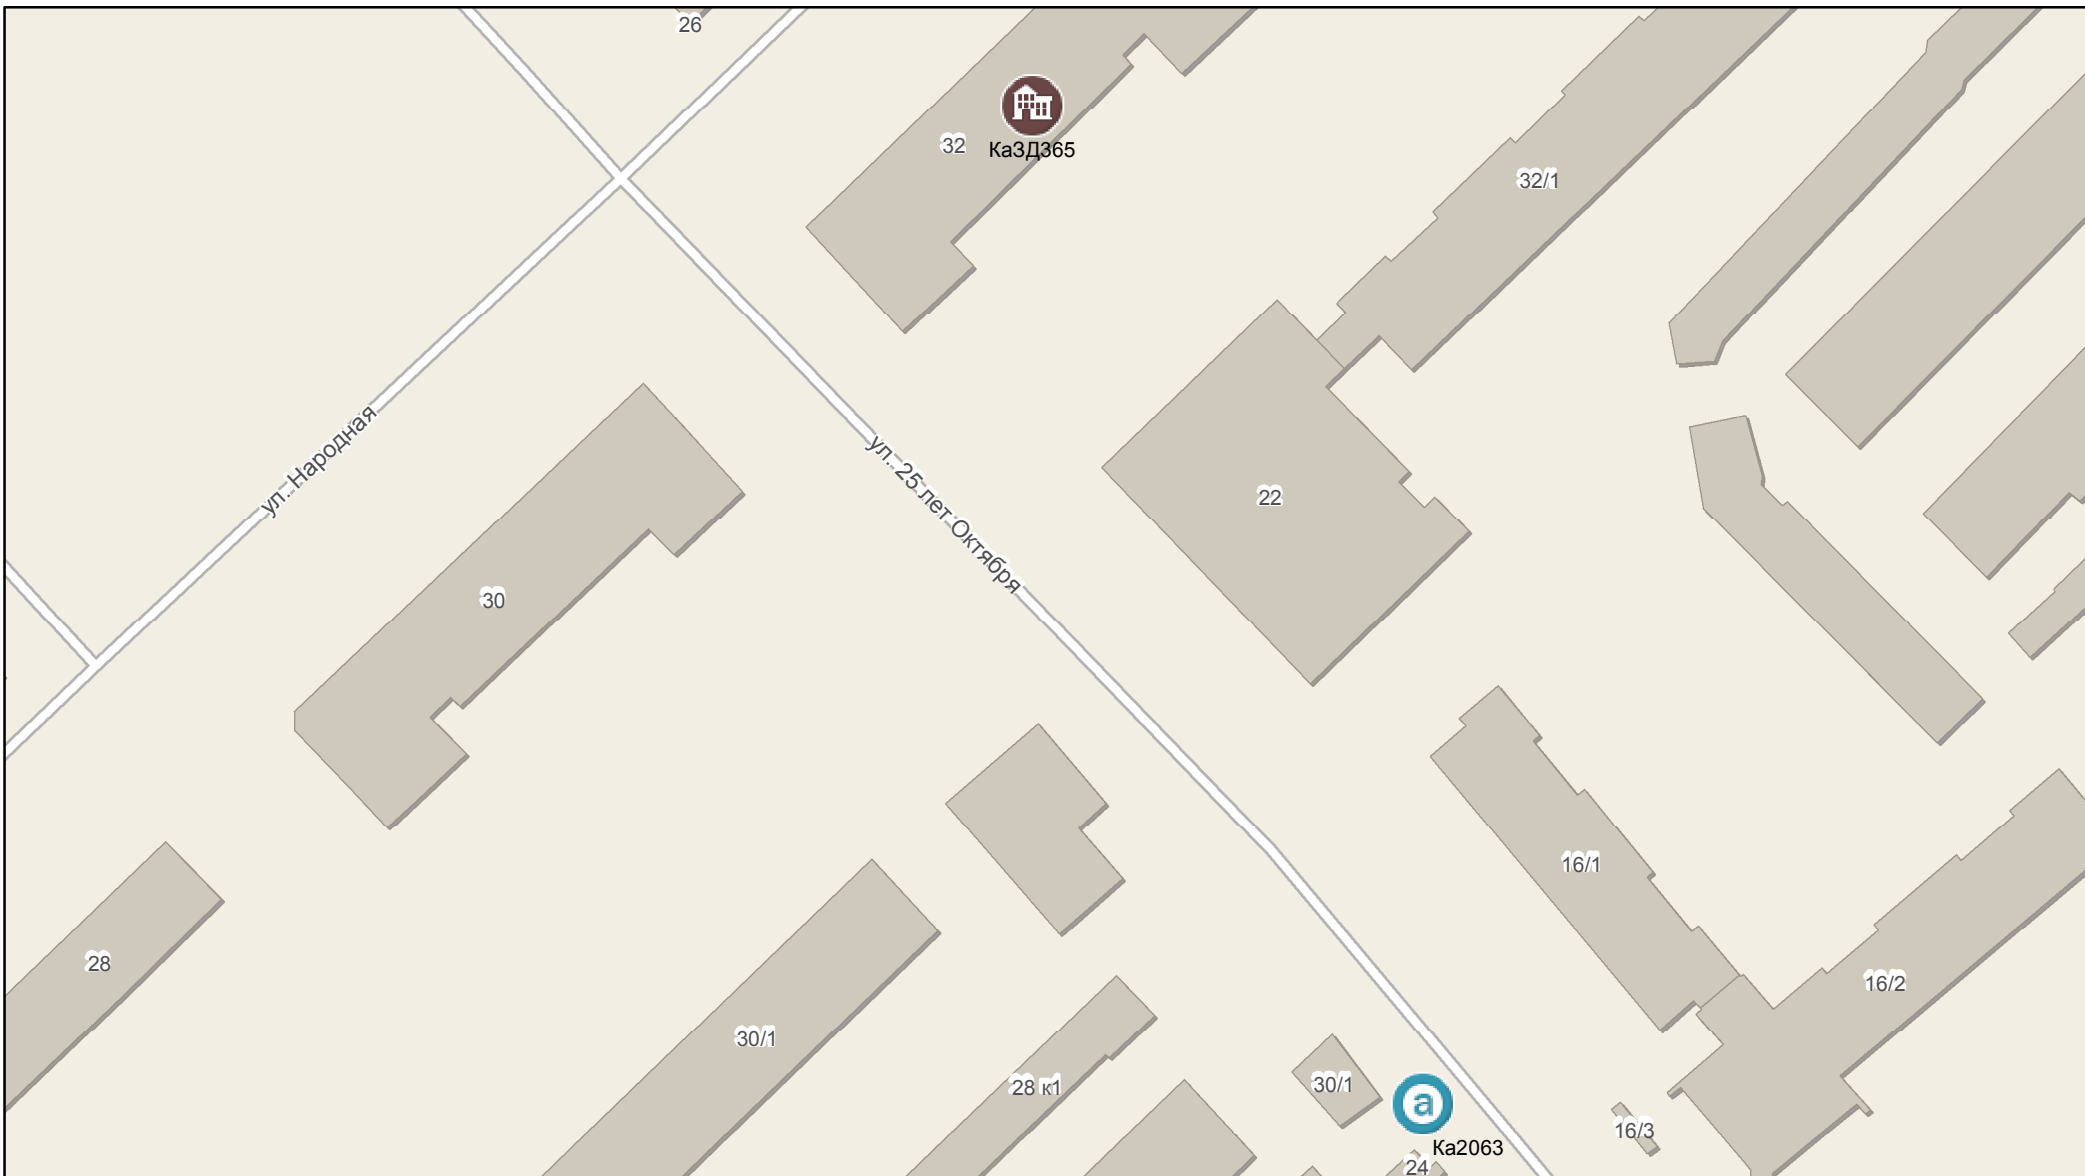 26
32
КаЗД365
32/1
ул. Народная
ул. 25 лет Октября
22
30
16/1
28
16/2
30/1
28 к1
30/1
a
16/3
Ка2063
24